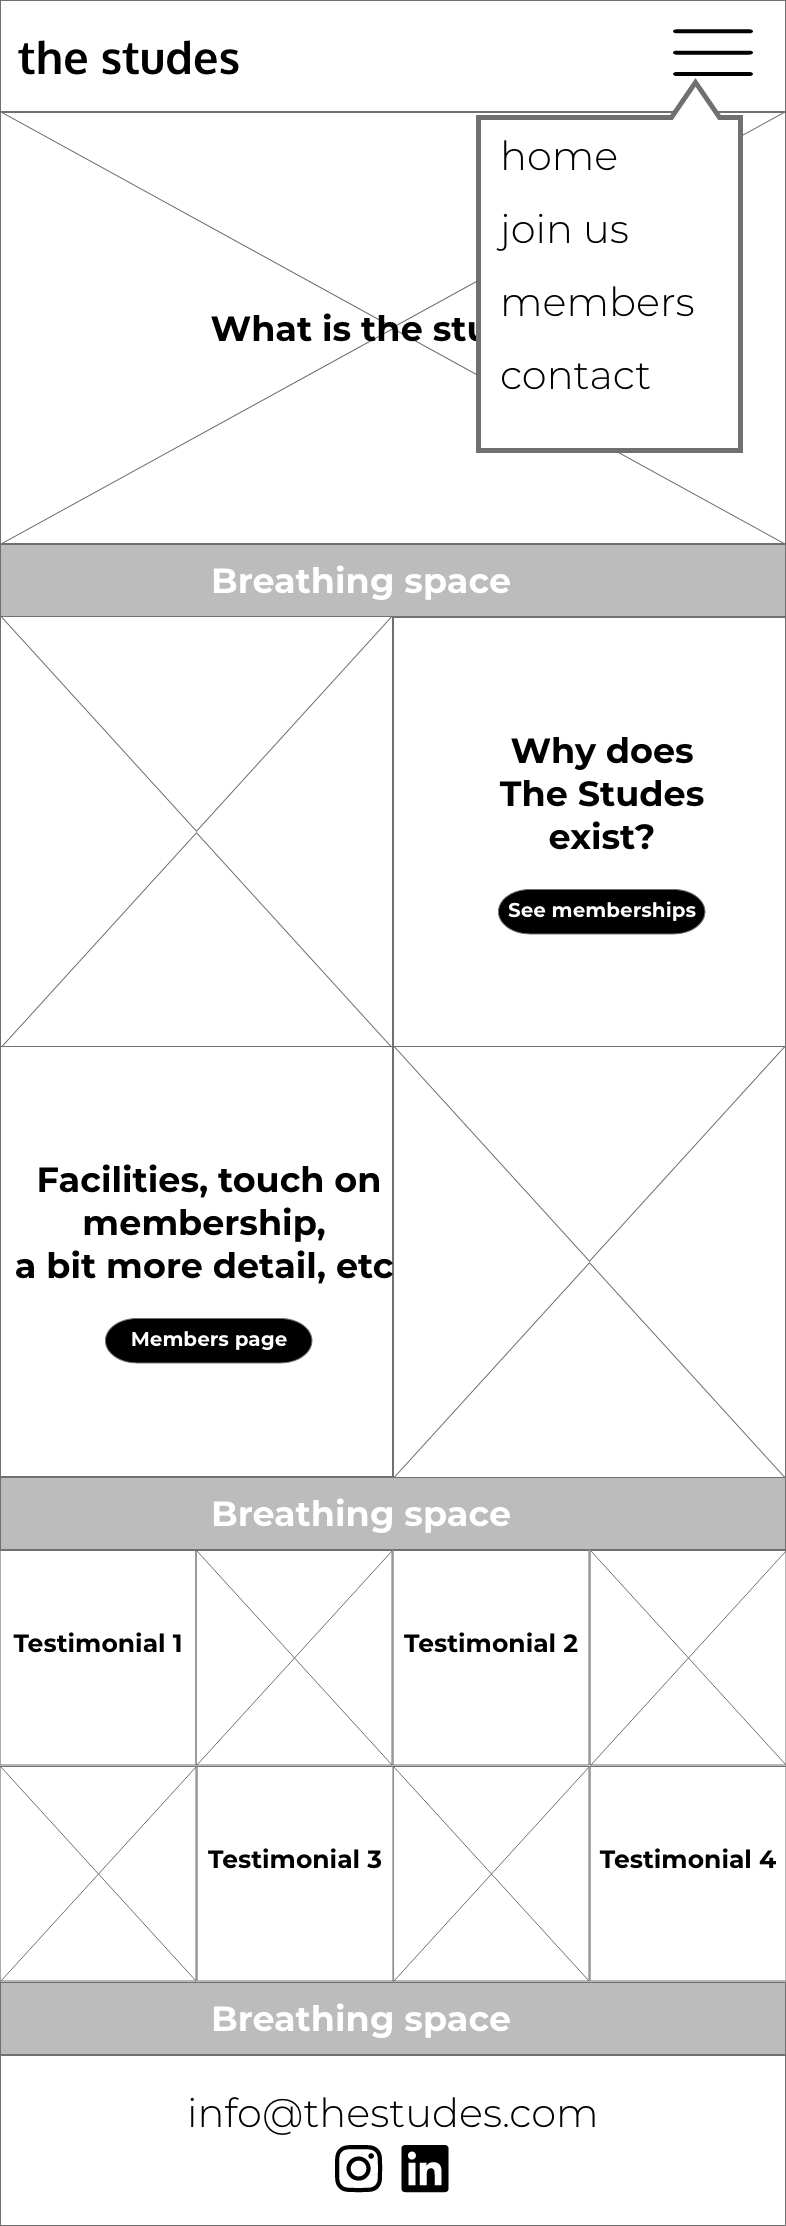 the studes
home
join us
members
contact
What is the stu
Breathing space
Why does
The Studes
exist?
See memberships
Facilities, touch on
membership,
a bit more detail, etc
Members page
Breathing space
Testimonial 1
Testimonial 2
Testimonial 3
Testimonial 4
Breathing space
info@thestudes.com
in